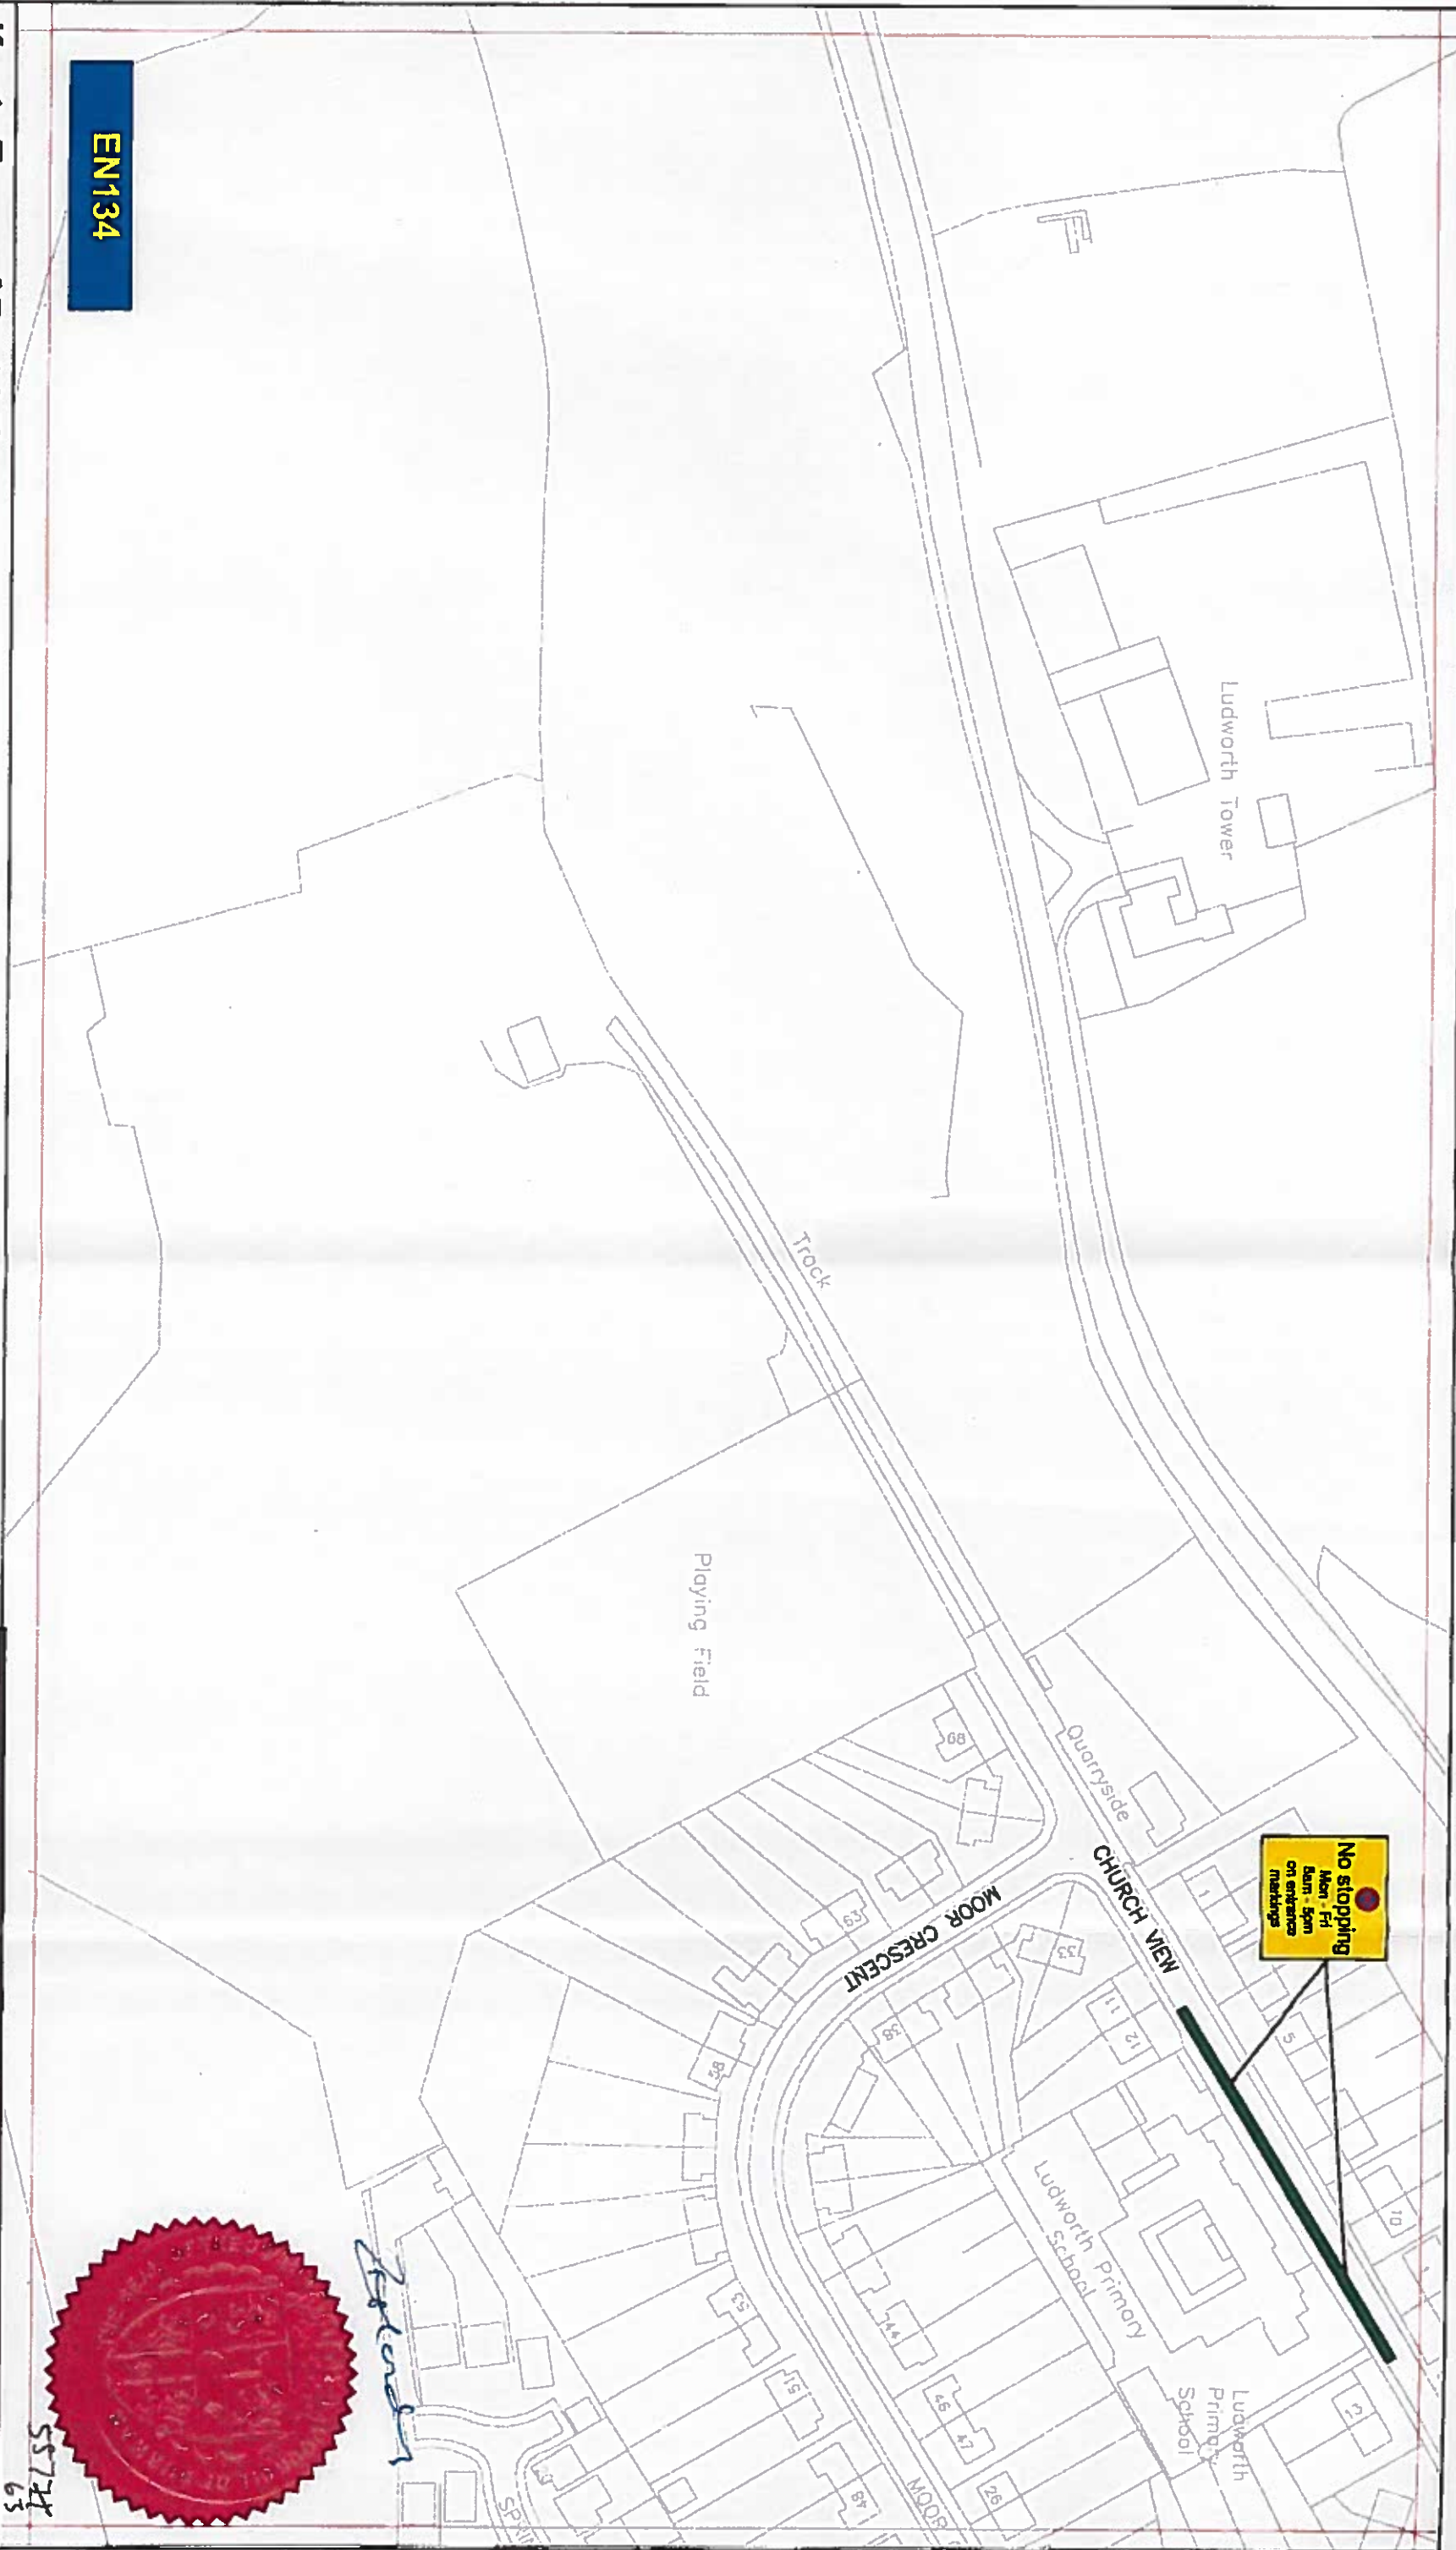 EN134
Ludworth Tower
Track
Playing Field
Quarryside
CHURCH VIEW
MOOR CRESCENT
No stopping
Mon - Fri
8am - 5pm
on entrance
markings
Ludworth Primary
School
Ludworth
Primary
School
MOOR
1
5
10
11
12
13
33
38
44
46
47
26
48
51
53
58
68